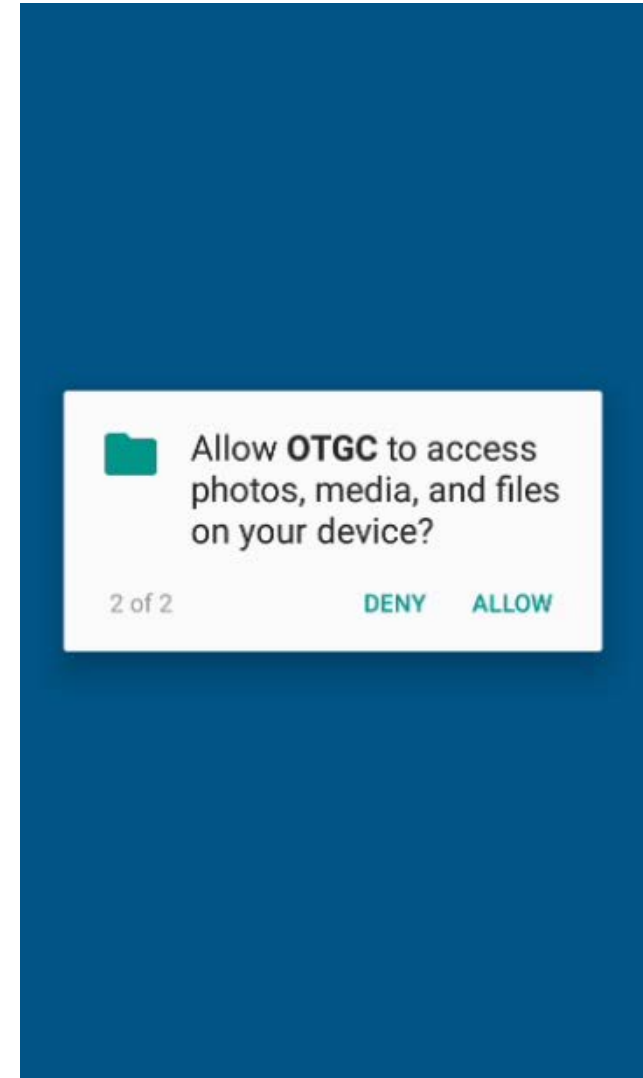 Allow OTGC to access
photos, media, and files
on your device?
2 of 2 DENY ALLOW